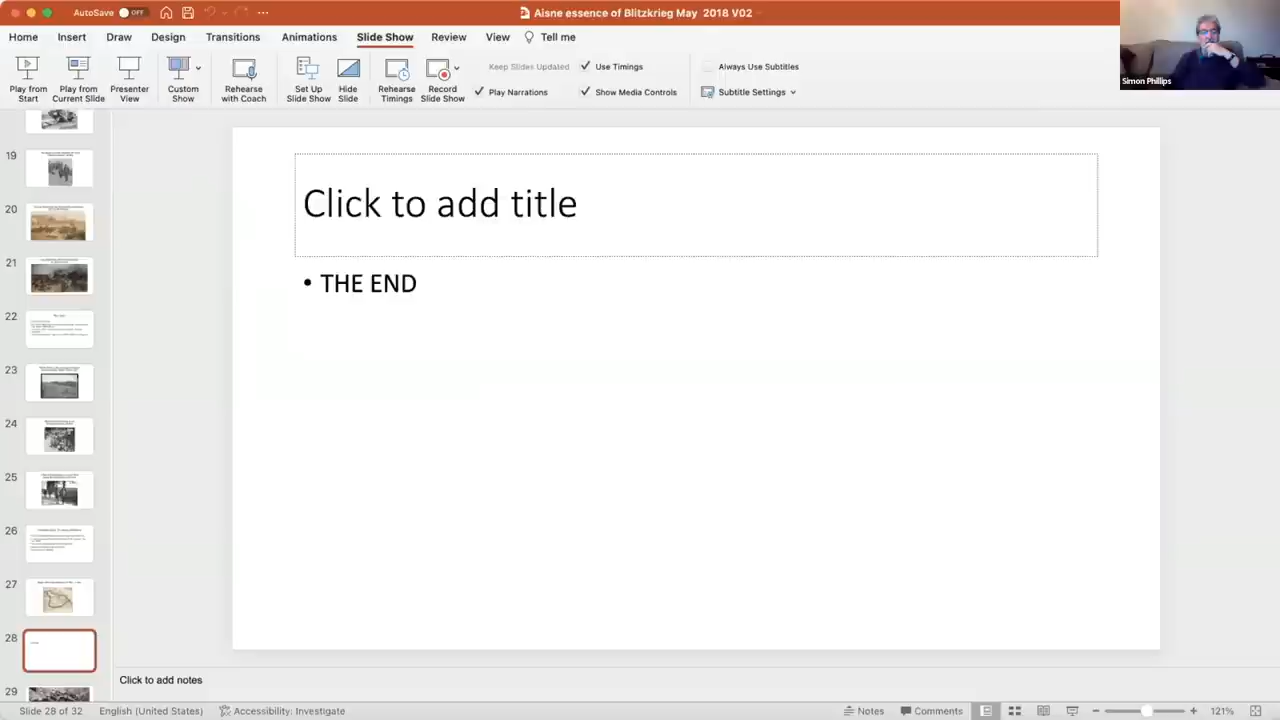 AutoSave OFF
Aisne essence of Blitzkrieg May 2018 V02
Home Insert Draw Design Transitions Animations Slide Show Review View Tell me
Play from Start
Play from Current Slide
Presenter View
Custom Show
Rehearse with Coach
Set Up Slide Show
Hide Slide
Rehearse Timings
Record Slide Show
Keep Slides Updated
Use Timings
Play Narrations
Show Media Controls
Always Use Subtitles
Subtitle Settings
Simon Phillips
19
20
21
22
23
24
25
26
27
28
29
Click to add title
• THE END
Click to add notes
Slide 28 of 32 English (United States) Accessibility: Investigate Notes Comments 121%